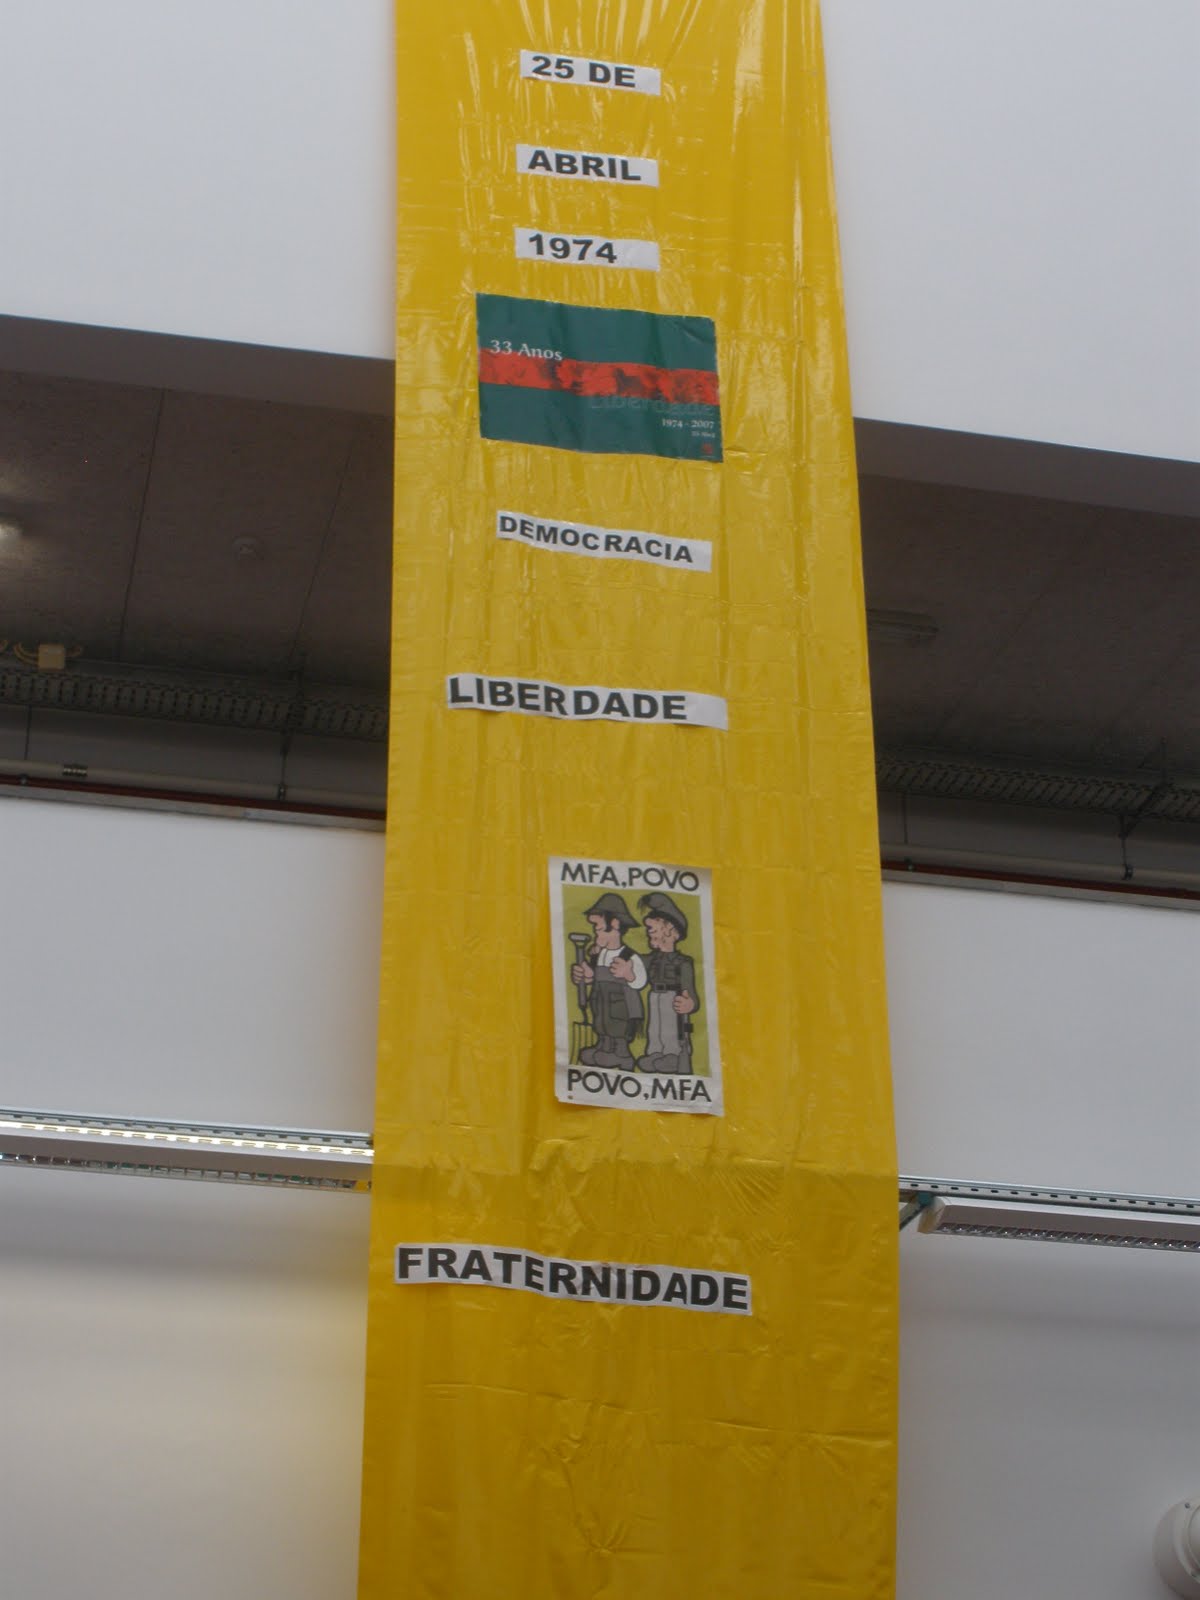 25 DE
ABRIL
1974
33 Anos
1974 - 2007
DEMOCRACIA
LIBERDADE
MFA, POVO
POVO, MFA
FRATERNIDADE